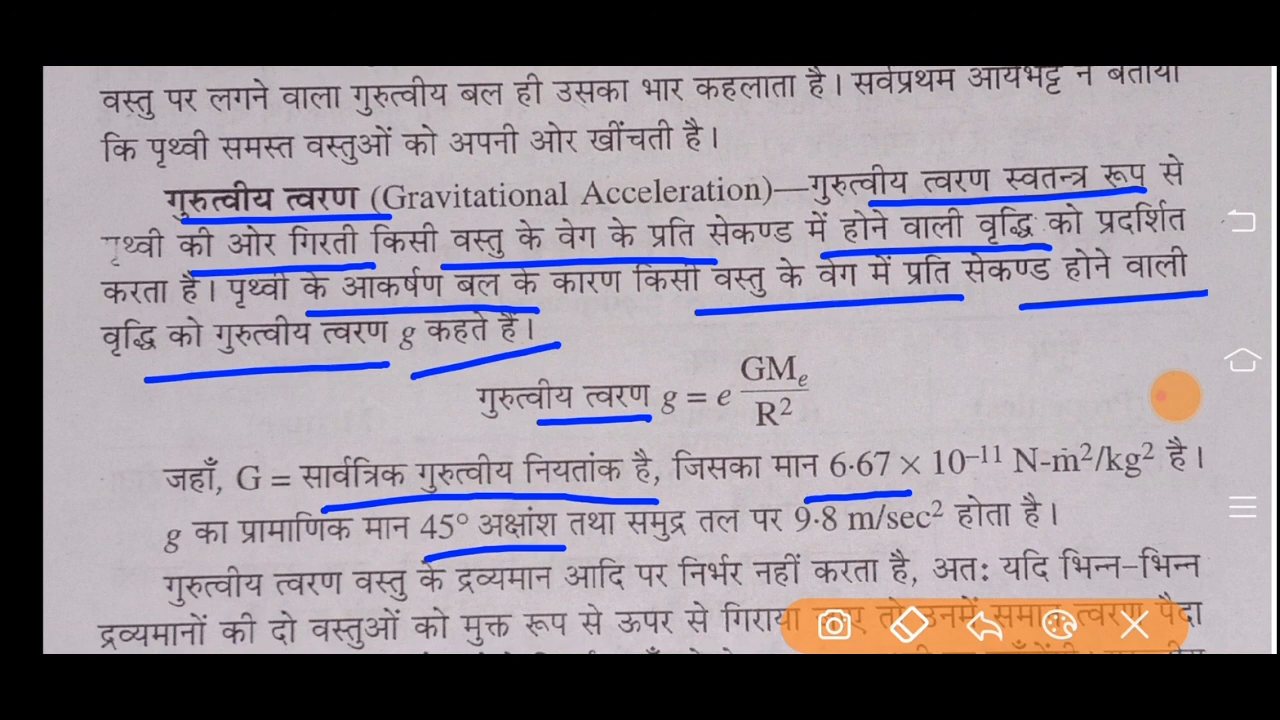 वस्तु पर लगने वाला गुरुत्वीय बल ही उसका भार कहलाता है। सर्वप्रथम आर्यभट्ट ने बताया
कि पृथ्वी समस्त वस्तुओं को अपनी ओर खींचती है।
गुरुत्वीय त्वरण (Gravitational Acceleration)—गुरुत्वीय त्वरण स्वतन्त्र रूप से
पृथ्वी की ओर गिरती किसी वस्तु के वेग के प्रति सेकण्ड में होने वाली वृद्धि को प्रदर्शित
करता है। पृथ्वी के आकर्षण बल के कारण किसी वस्तु के वेग में प्रति सेकण्ड होने वाली
वृद्धि को गुरुत्वीय त्वरण g कहते हैं।
गुरुत्वीय त्वरण g = e GMₑ / R²
जहाँ, G = सार्वत्रिक गुरुत्वीय नियतांक है, जिसका मान 6·67 × 10⁻¹¹ N-m²/kg² है।
g का प्रामाणिक मान 45° अक्षांश तथा समुद्र तल पर 9·8 m/sec² होता है।
गुरुत्वीय त्वरण वस्तु के द्रव्यमान आदि पर निर्भर नहीं करता है, अतः यदि भिन्न-भिन्न
द्रव्यमानों की दो वस्तुओं को मुक्त रूप से ऊपर से गिराया जाए तो उनमें समान त्वरण पैदा